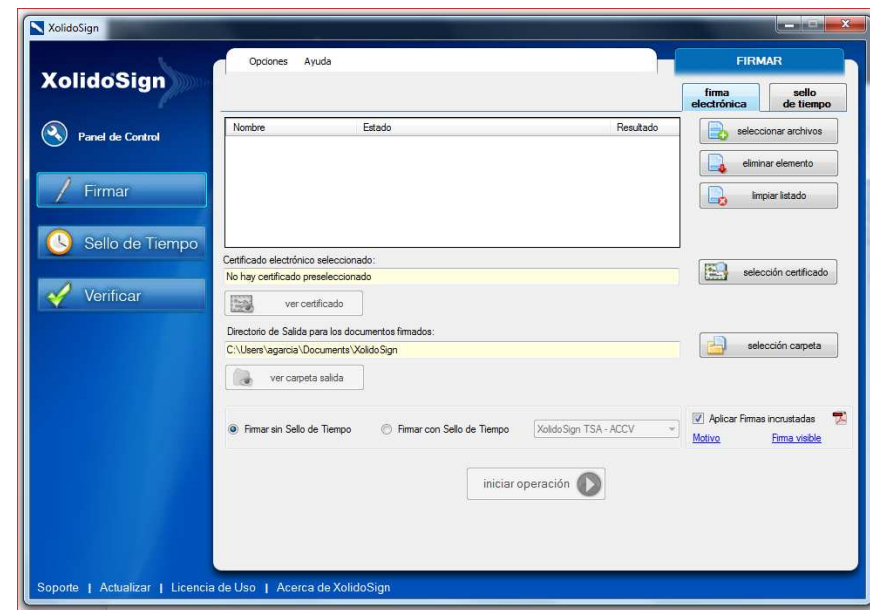 XolidoSign
XolidoSign
Panel de Control
Firmar
Sello de Tiempo
Verificar
Opciones Ayuda
FIRMAR
firma electrónica
sello de tiempo
Nombre Estado Resultado
seleccionar archivos
eliminar elemento
limpiar listado
Certificado electrónico seleccionado:
No hay certificado preseleccionado
selección certificado
ver certificado
Directorio de Salida para los documentos firmados:
C:\Users\agarcia\Documents\XolidoSign
selección carpeta
ver carpeta salida
Firmar sin Sello de Tiempo Firmar con Sello de Tiempo XolidoSign TSA - ACCV
Aplicar Firmas incrustadas
Motivo Firma visible
iniciar operación
Soporte | Actualizar | Licencia de Uso | Acerca de XolidoSign